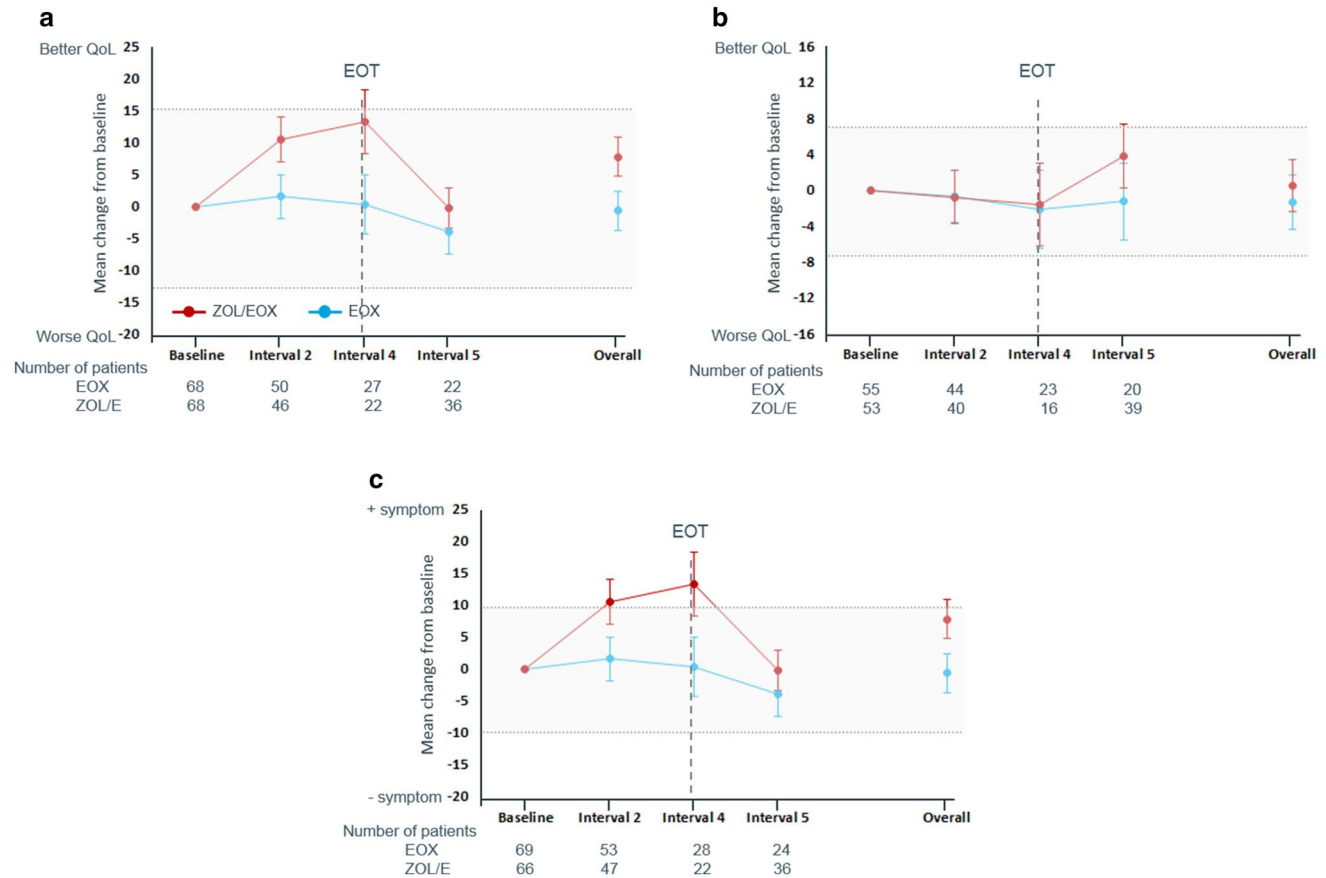 a
Better QoL 25
EOT
20
15
10
5
0
-5
-10
-15
Worse QoL -20
Mean change from baseline
ZOL/EOX EOX
Baseline Interval 2 Interval 4 Interval 5 Overall
Number of patients
EOX 68 50 27 22
ZOL/E 68 46 22 36
b
Better QoL 16
EOT
12
8
4
0
-4
-8
-12
Worse QoL -16
Mean change from baseline
Baseline Interval 2 Interval 4 Interval 5 Overall
Number of patients
EOX 55 44 23 20
ZOL/E 53 40 16 39
c
+ symptom 25
EOT
20
15
10
5
0
-5
-10
-15
- symptom -20
Mean change from baseline
Baseline Interval 2 Interval 4 Interval 5 Overall
Number of patients
EOX 69 53 28 24
ZOL/E 66 47 22 36